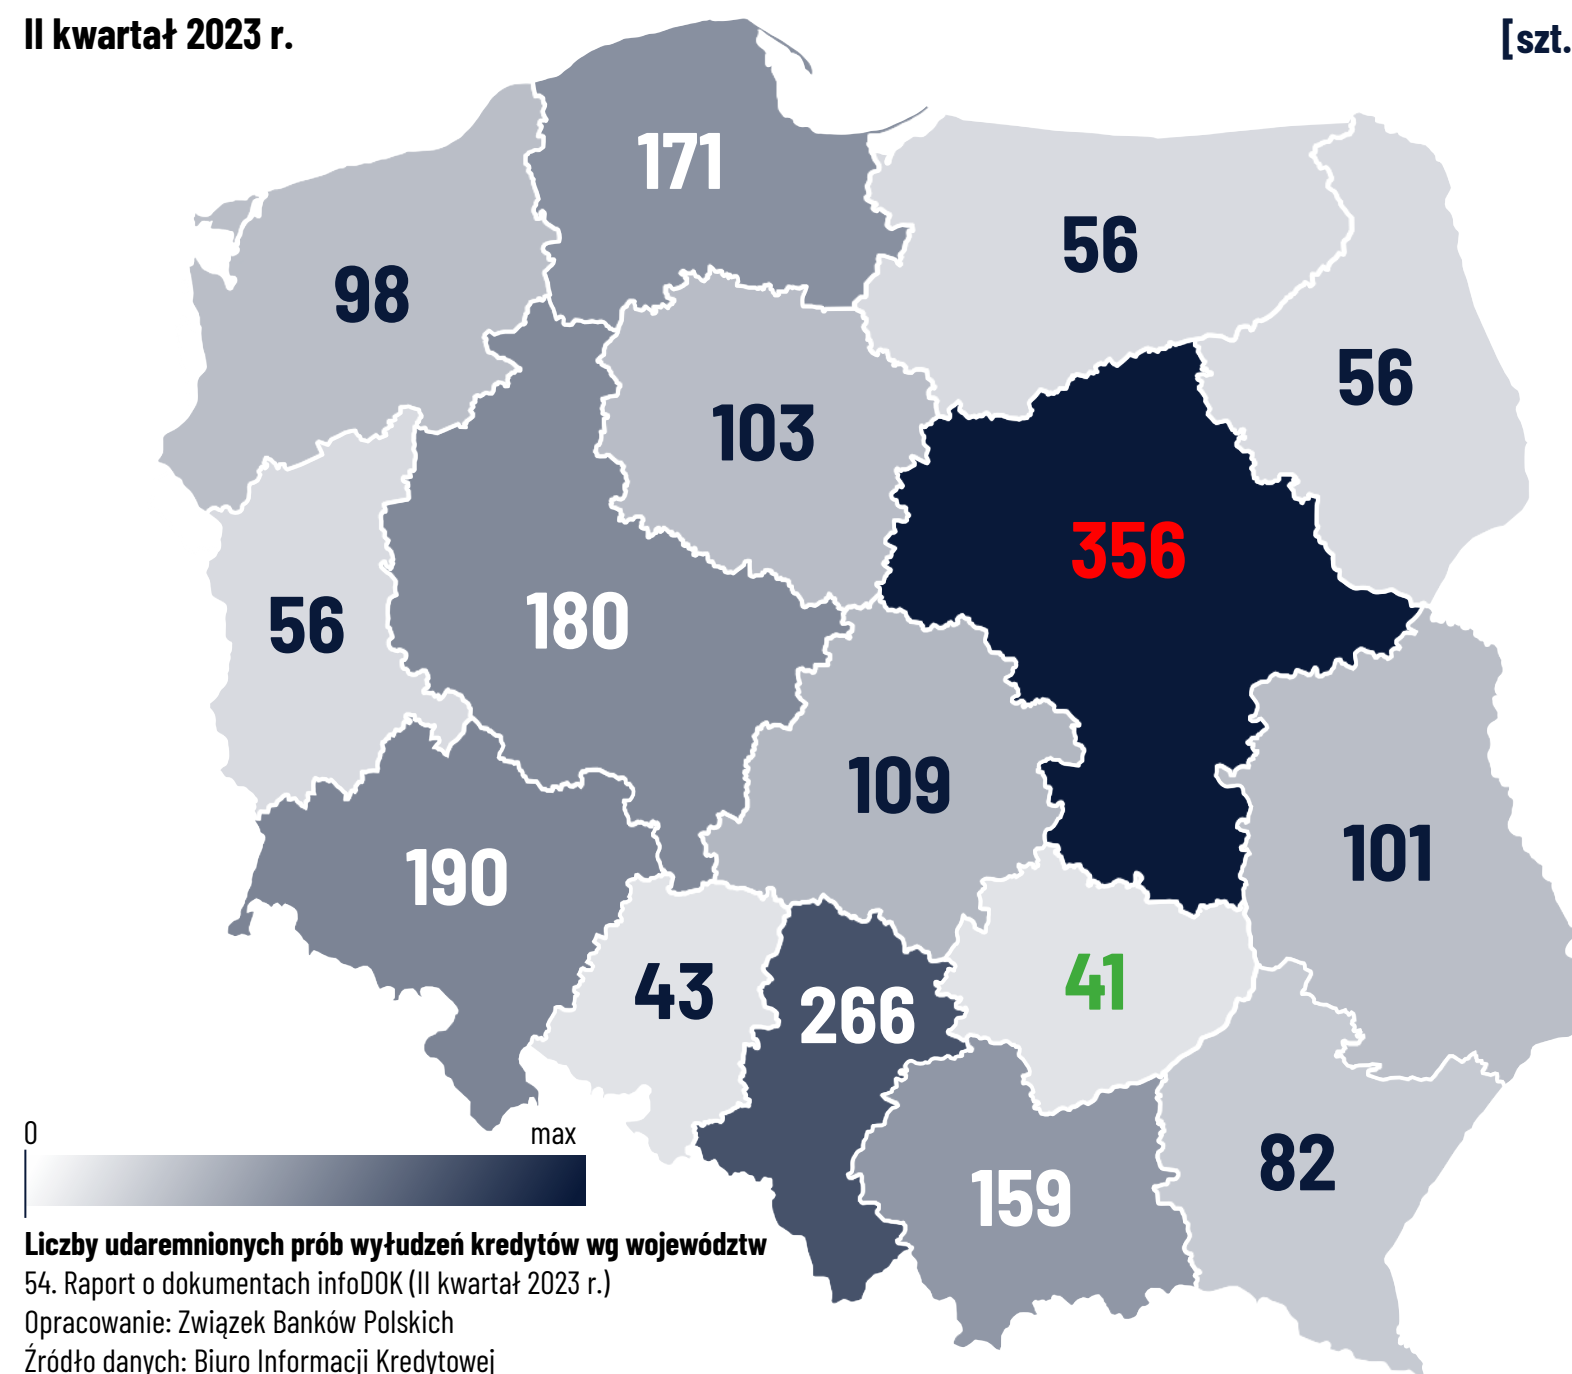 II kwartał 2023 r.
[szt.
171
56
98
56
103
356
56
180
109
101
190
43
266
41
82
159
0
max
Liczby udaremnionych prób wyłudzeń kredytów wg województw
54. Raport o dokumentach infoDOK (II kwartał 2023 r.)
Opracowanie: Związek Banków Polskich
Źródło danych: Biuro Informacji Kredytowej